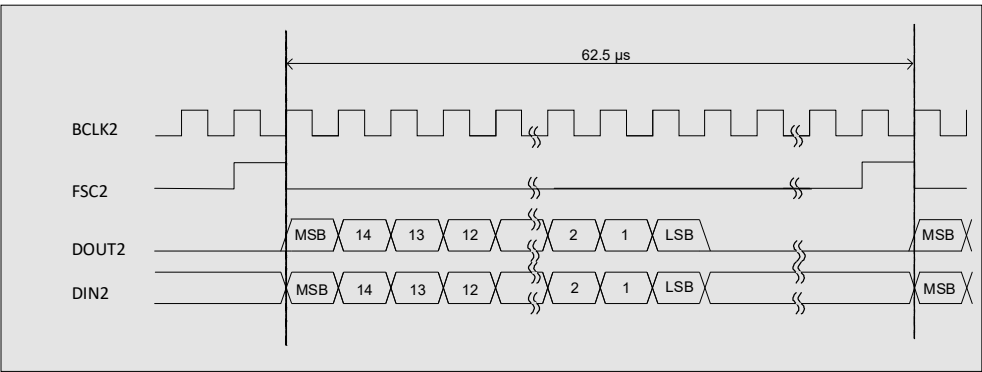 62.5 µs
BCLK2
FSC2
DOUT2 MSB 14 13 12 2 1 LSB MSB
DIN2 MSB 14 13 12 2 1 LSB MSB